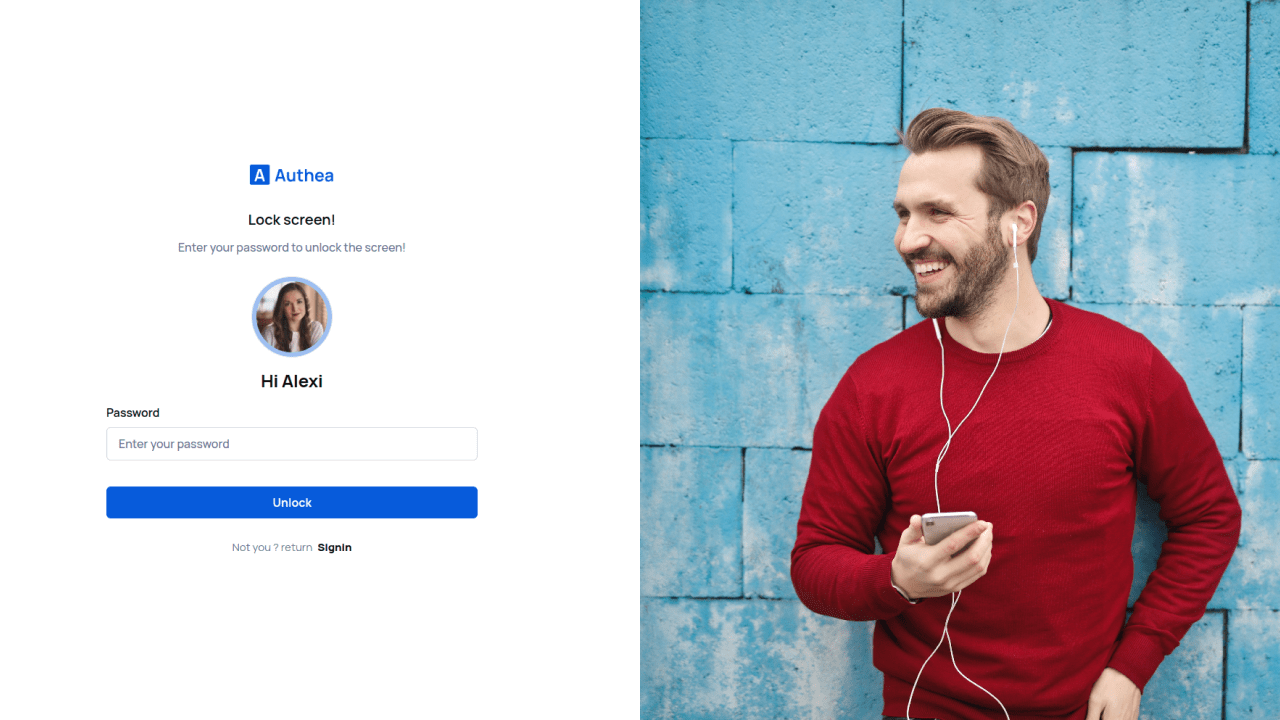 A Authea
Lock screen!
Enter your password to unlock the screen!
Hi Alexi
Password
Enter your password
Unlock
Not you ? return SignIn